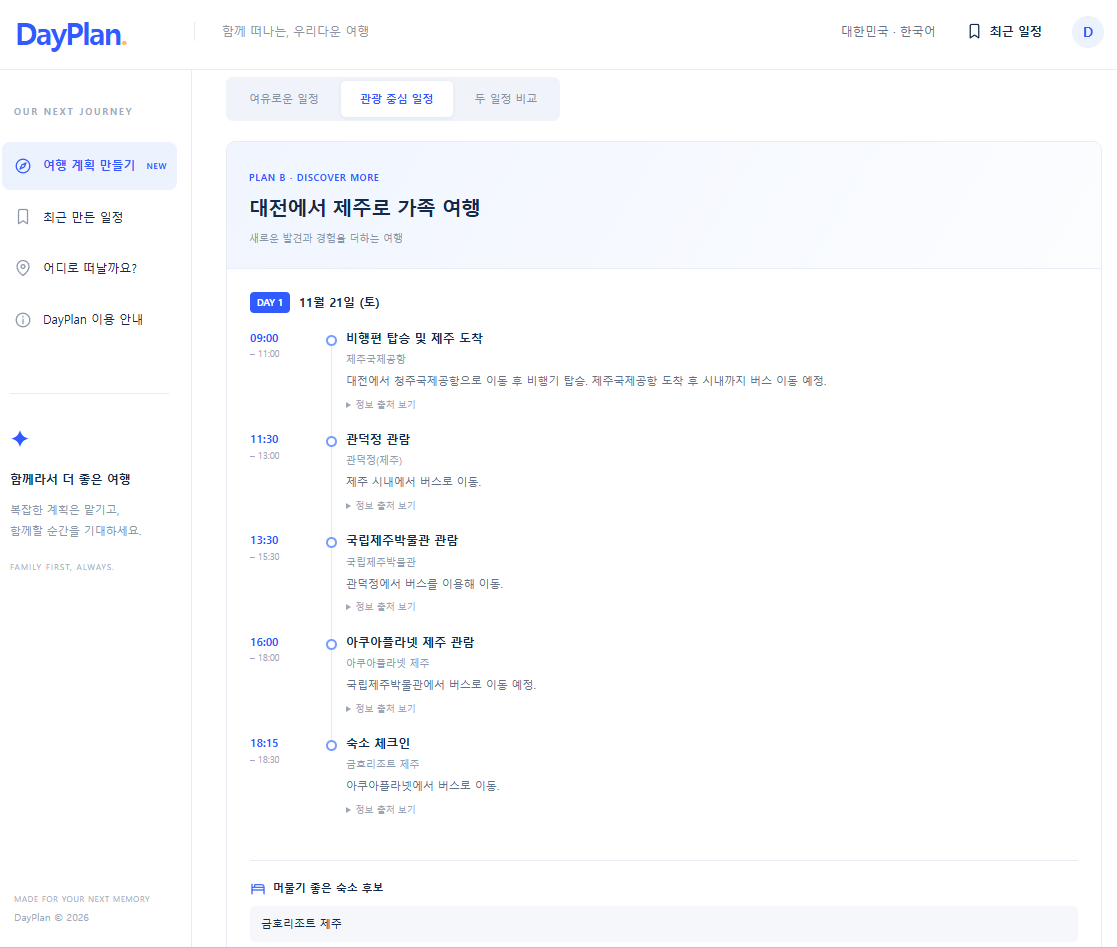 DayPlan.
함께 떠나는, 우리다운 여행
대한민국 · 한국어
최근 일정
D
OUR NEXT JOURNEY
여행 계획 만들기 NEW
최근 만든 일정
어디로 떠날까요?
DayPlan 이용 안내
함께라서 더 좋은 여행
복잡한 계획은 맡기고,
함께할 순간을 기대하세요.
FAMILY FIRST, ALWAYS.
MADE FOR YOUR NEXT MEMORY
DayPlan © 2026
여유로운 일정
관광 중심 일정
두 일정 비교
PLAN B · DISCOVER MORE
대전에서 제주로 가족 여행
새로운 발견과 경험을 더하는 여행
DAY 1 11월 21일 (토)
09:00
– 11:00
비행편 탑승 및 제주 도착
제주국제공항
대전에서 청주국제공항으로 이동 후 비행기 탑승. 제주국제공항 도착 후 시내까지 버스 이동 예정.
정보 출처 보기
11:30
– 13:00
관덕정 관람
관덕정(제주)
제주 시내에서 버스로 이동.
정보 출처 보기
13:30
– 15:30
국립제주박물관 관람
국립제주박물관
관덕정에서 버스를 이용해 이동.
정보 출처 보기
16:00
– 18:00
아쿠아플라넷 제주 관람
아쿠아플라넷 제주
국립제주박물관에서 버스로 이동 예정.
정보 출처 보기
18:15
– 18:30
숙소 체크인
금호리조트 제주
아쿠아플라넷에서 버스로 이동.
정보 출처 보기
머물기 좋은 숙소 후보
금호리조트 제주